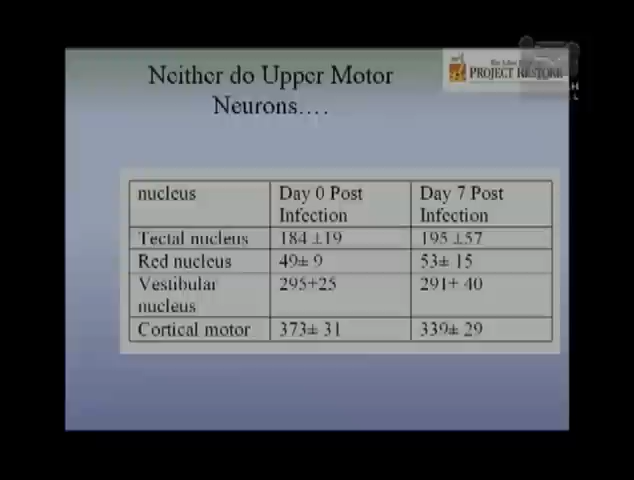 Neither do Upper Motor
Neurons….
PROJECT RESTORE
nucleus
Day 0 Post
Infection
Day 7 Post
Infection
Tectal nucleus
184 ±19
195 ±57
Red nucleus
49± 9
53± 15
Vestibular
nucleus
295+25
291+ 40
Cortical motor
373± 31
339± 29